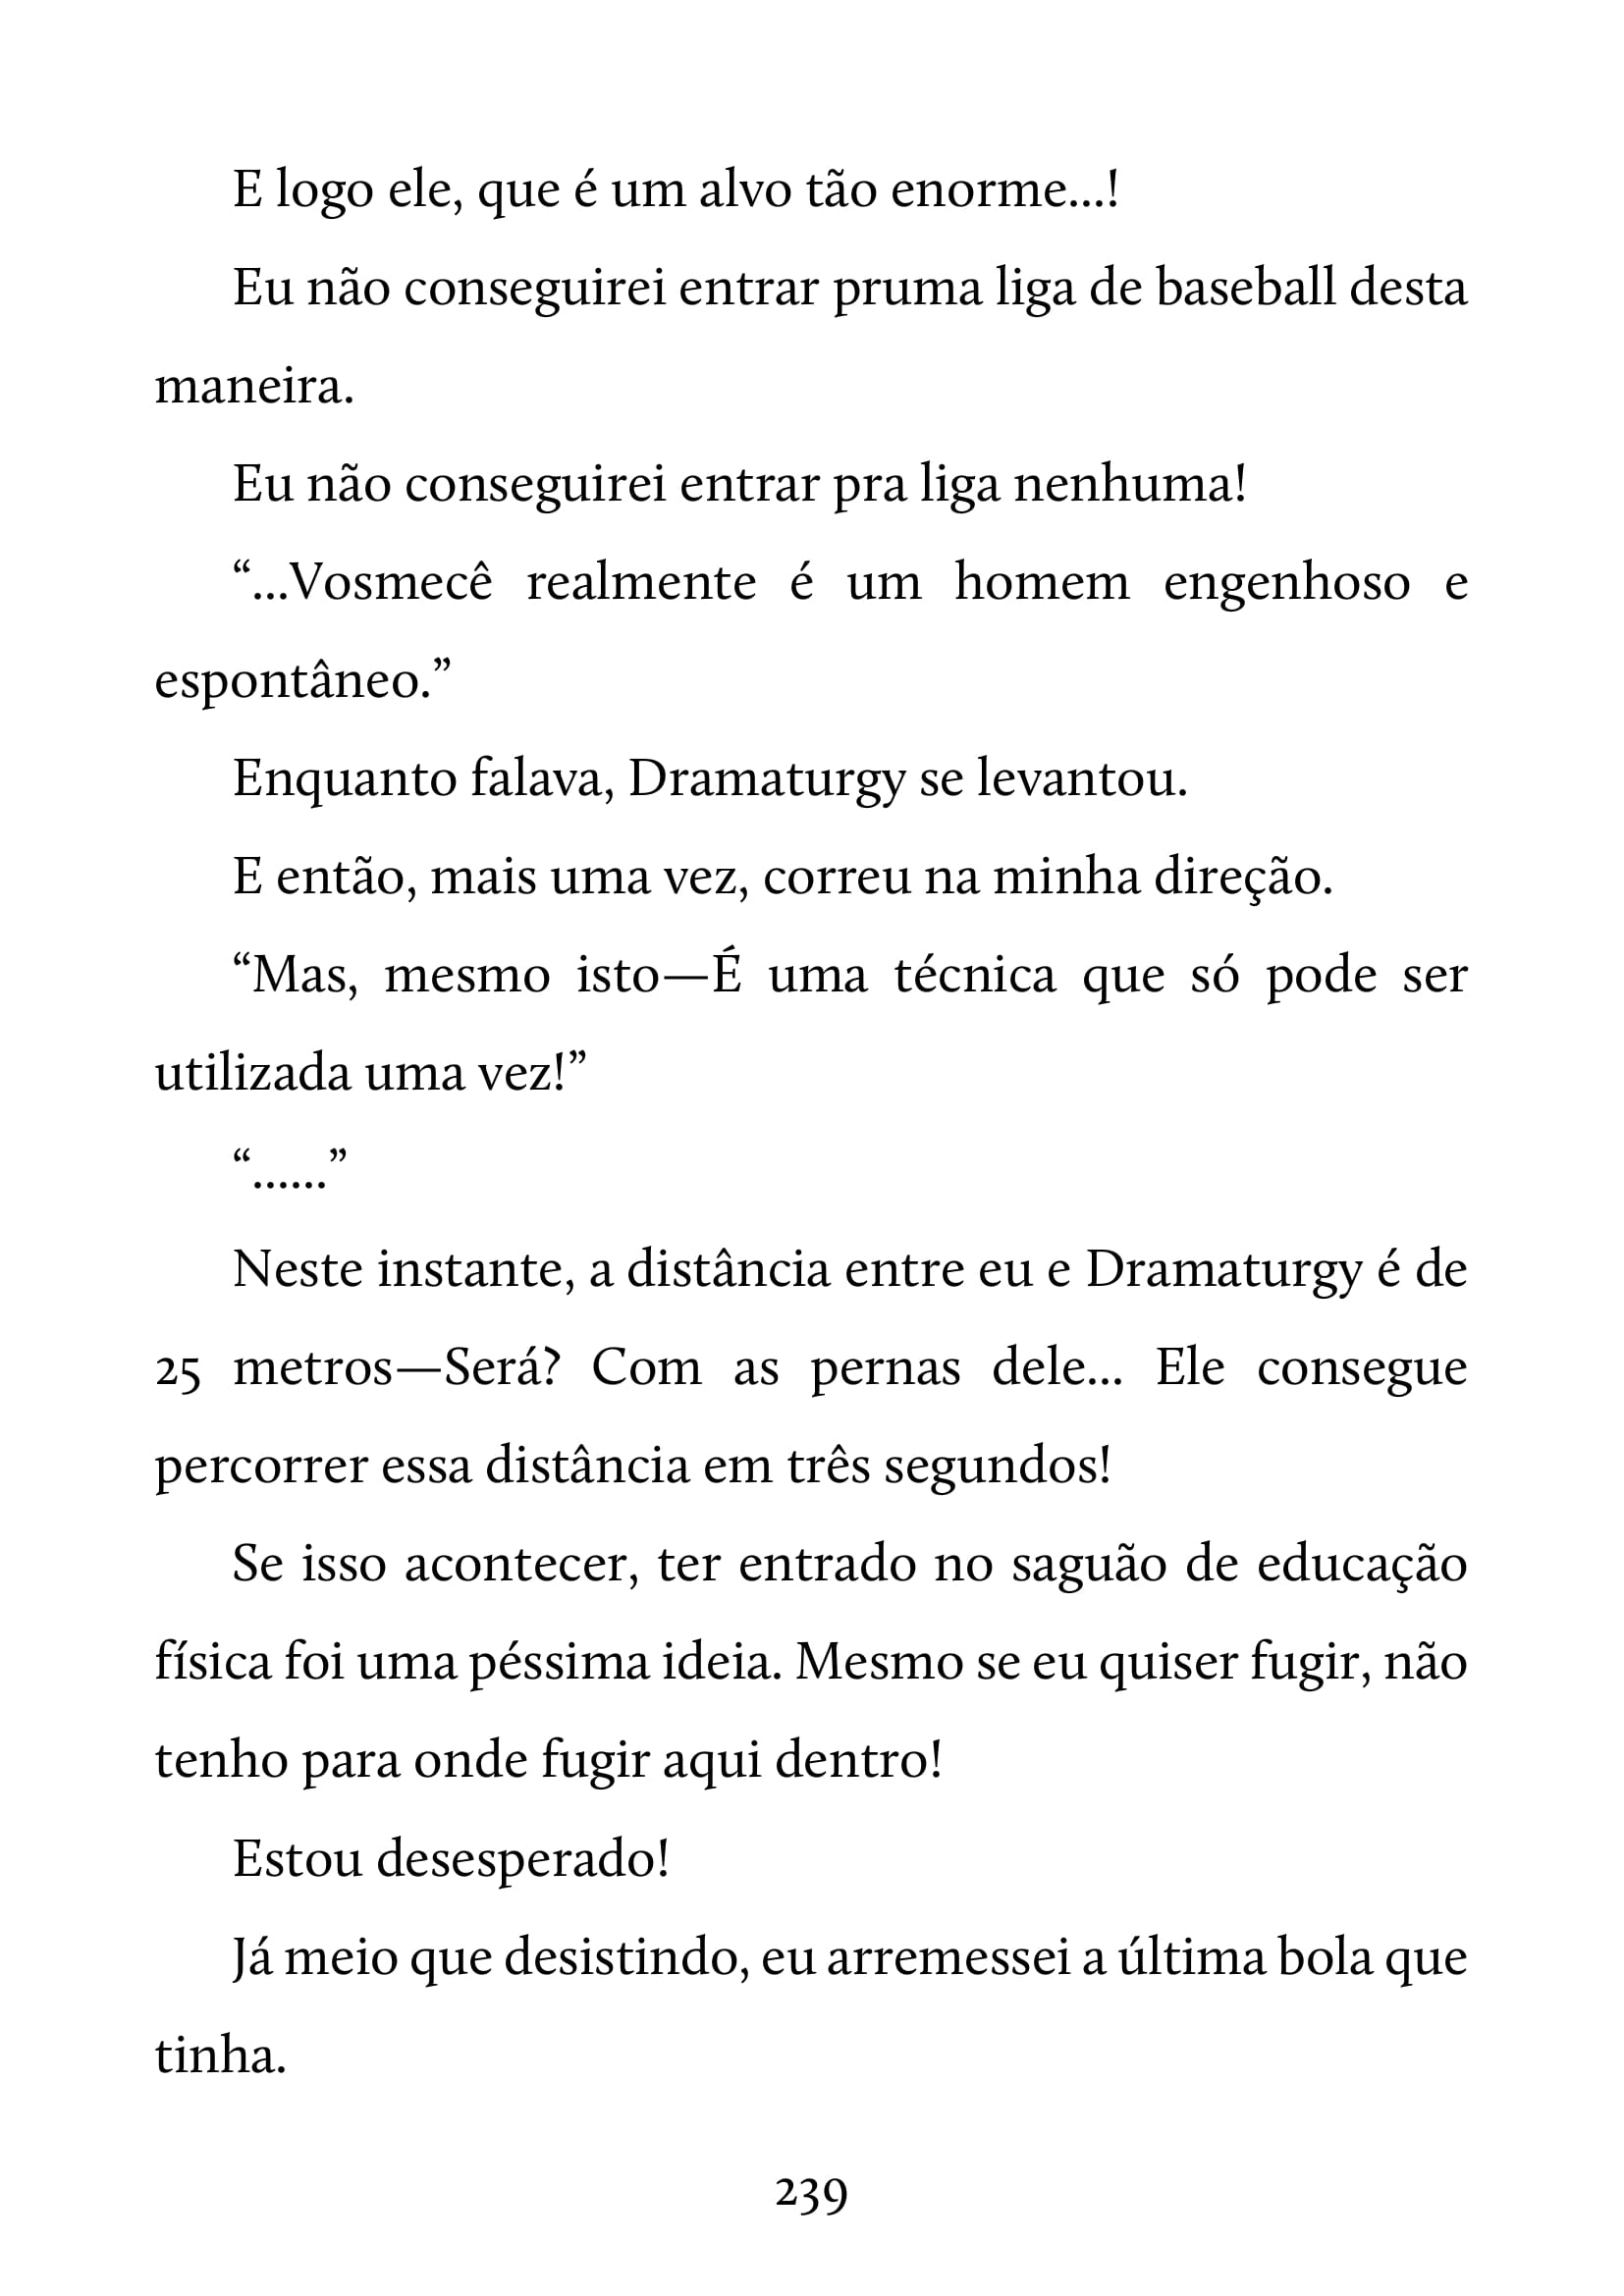 E logo ele, que é um alvo tão enorme...!
Eu não conseguirei entrar pruma liga de baseball desta
maneira.
Eu não conseguirei entrar pra liga nenhuma!
“...Vosmecê realmente é um homem engenhoso e
espontâneo.”
Enquanto falava, Dramaturgy se levantou.
E então, mais uma vez, correu na minha direção.
“Mas, mesmo isto—É uma técnica que só pode ser
utilizada uma vez!”
“......”
Neste instante, a distância entre eu e Dramaturgy é de
25 metros—Será? Com as pernas dele... Ele consegue
percorrer essa distância em três segundos!
Se isso acontecer, ter entrado no saguão de educação
física foi uma péssima ideia. Mesmo se eu quiser fugir, não
tenho para onde fugir aqui dentro!
Estou desesperado!
Já meio que desistindo, eu arremessei a última bola que
tinha.
239